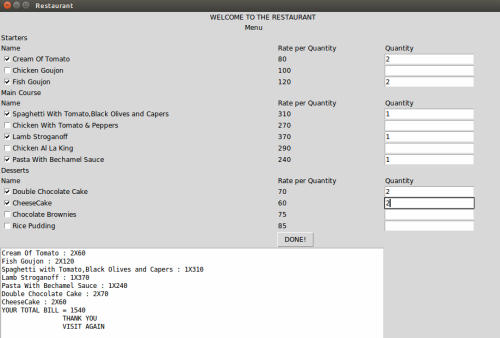 Restaurant
WELCOME TO THE RESTAURANT
Menu
Starters
Name Rate per Quantity Quantity
Cream Of Tomato 80 2
Chicken Goujon 100
Fish Goujon 120 2
Main Course
Name Rate per Quantity Quantity
Spaghetti With Tomato,Black Olives and Capers 310 1
Chicken With Tomato & Peppers 270
Lamb Stroganoff 370 1
Chicken Al La King 290
Pasta With Bechamel Sauce 240 1
Desserts
Name Rate per Quantity Quantity
Double Chocolate Cake 70 2
CheeseCake 60 2
Chocolate Brownies 75
Rice Pudding 85
DONE!
Cream Of Tomato : 2X60
Fish Goujon : 2X120
Spaghetti with Tomato,Black Olives and Capers : 1X310
Lamb Stroganoff : 1X370
Pasta With Bechamel Sauce : 1X240
Double Chocolate Cake : 2X70
CheeseCake : 2X60
YOUR TOTAL BILL = 1540
THANK YOU
VISIT AGAIN